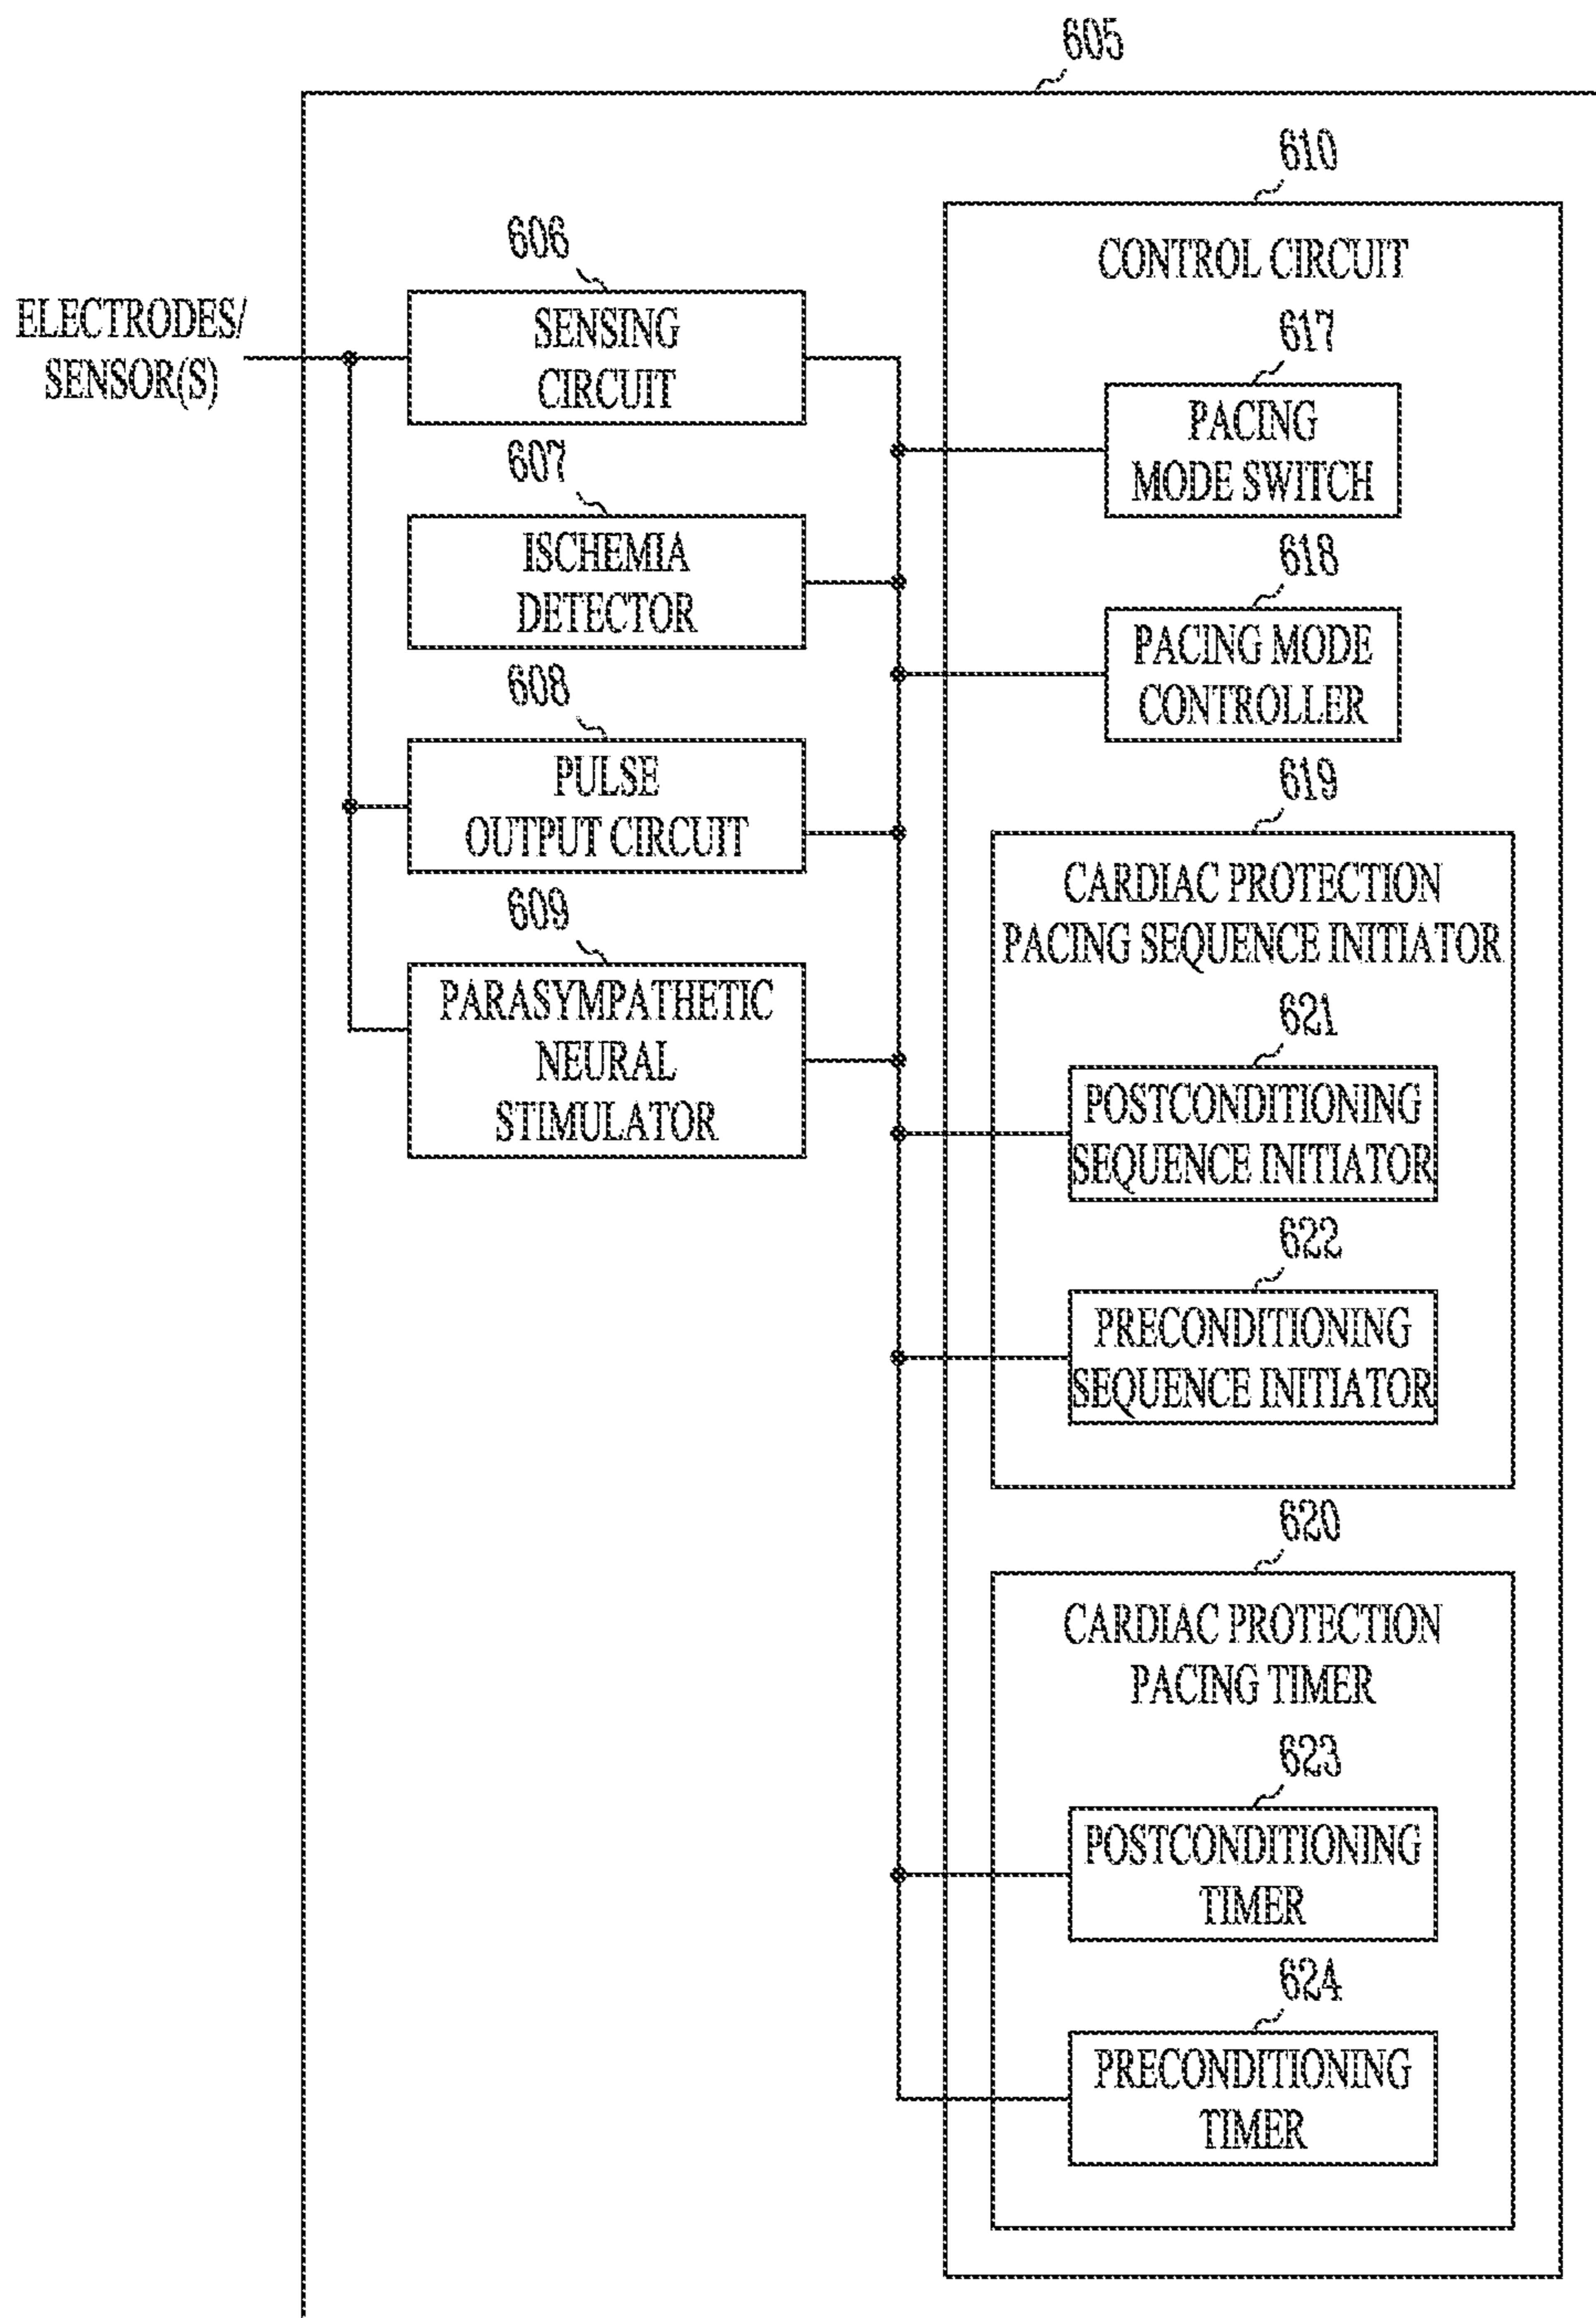 605
610
CONTROL CIRCUIT
606
ELECTRODES/
SENSOR(S)
SENSING
CIRCUIT
617
PACING
MODE SWITCH
607
ISCHEMIA
DETECTOR
618
PACING MODE
CONTROLLER
608
PULSE
OUTPUT CIRCUIT
619
CARDIAC PROTECTION
PACING SEQUENCE INITIATOR
609
PARASYMPATHETIC
NEURAL
STIMULATOR
621
POSTCONDITIONING
SEQUENCE INITIATOR
622
PRECONDITIONING
SEQUENCE INITIATOR
620
CARDIAC PROTECTION
PACING TIMER
623
POSTCONDITIONING
TIMER
624
PRECONDITIONING
TIMER